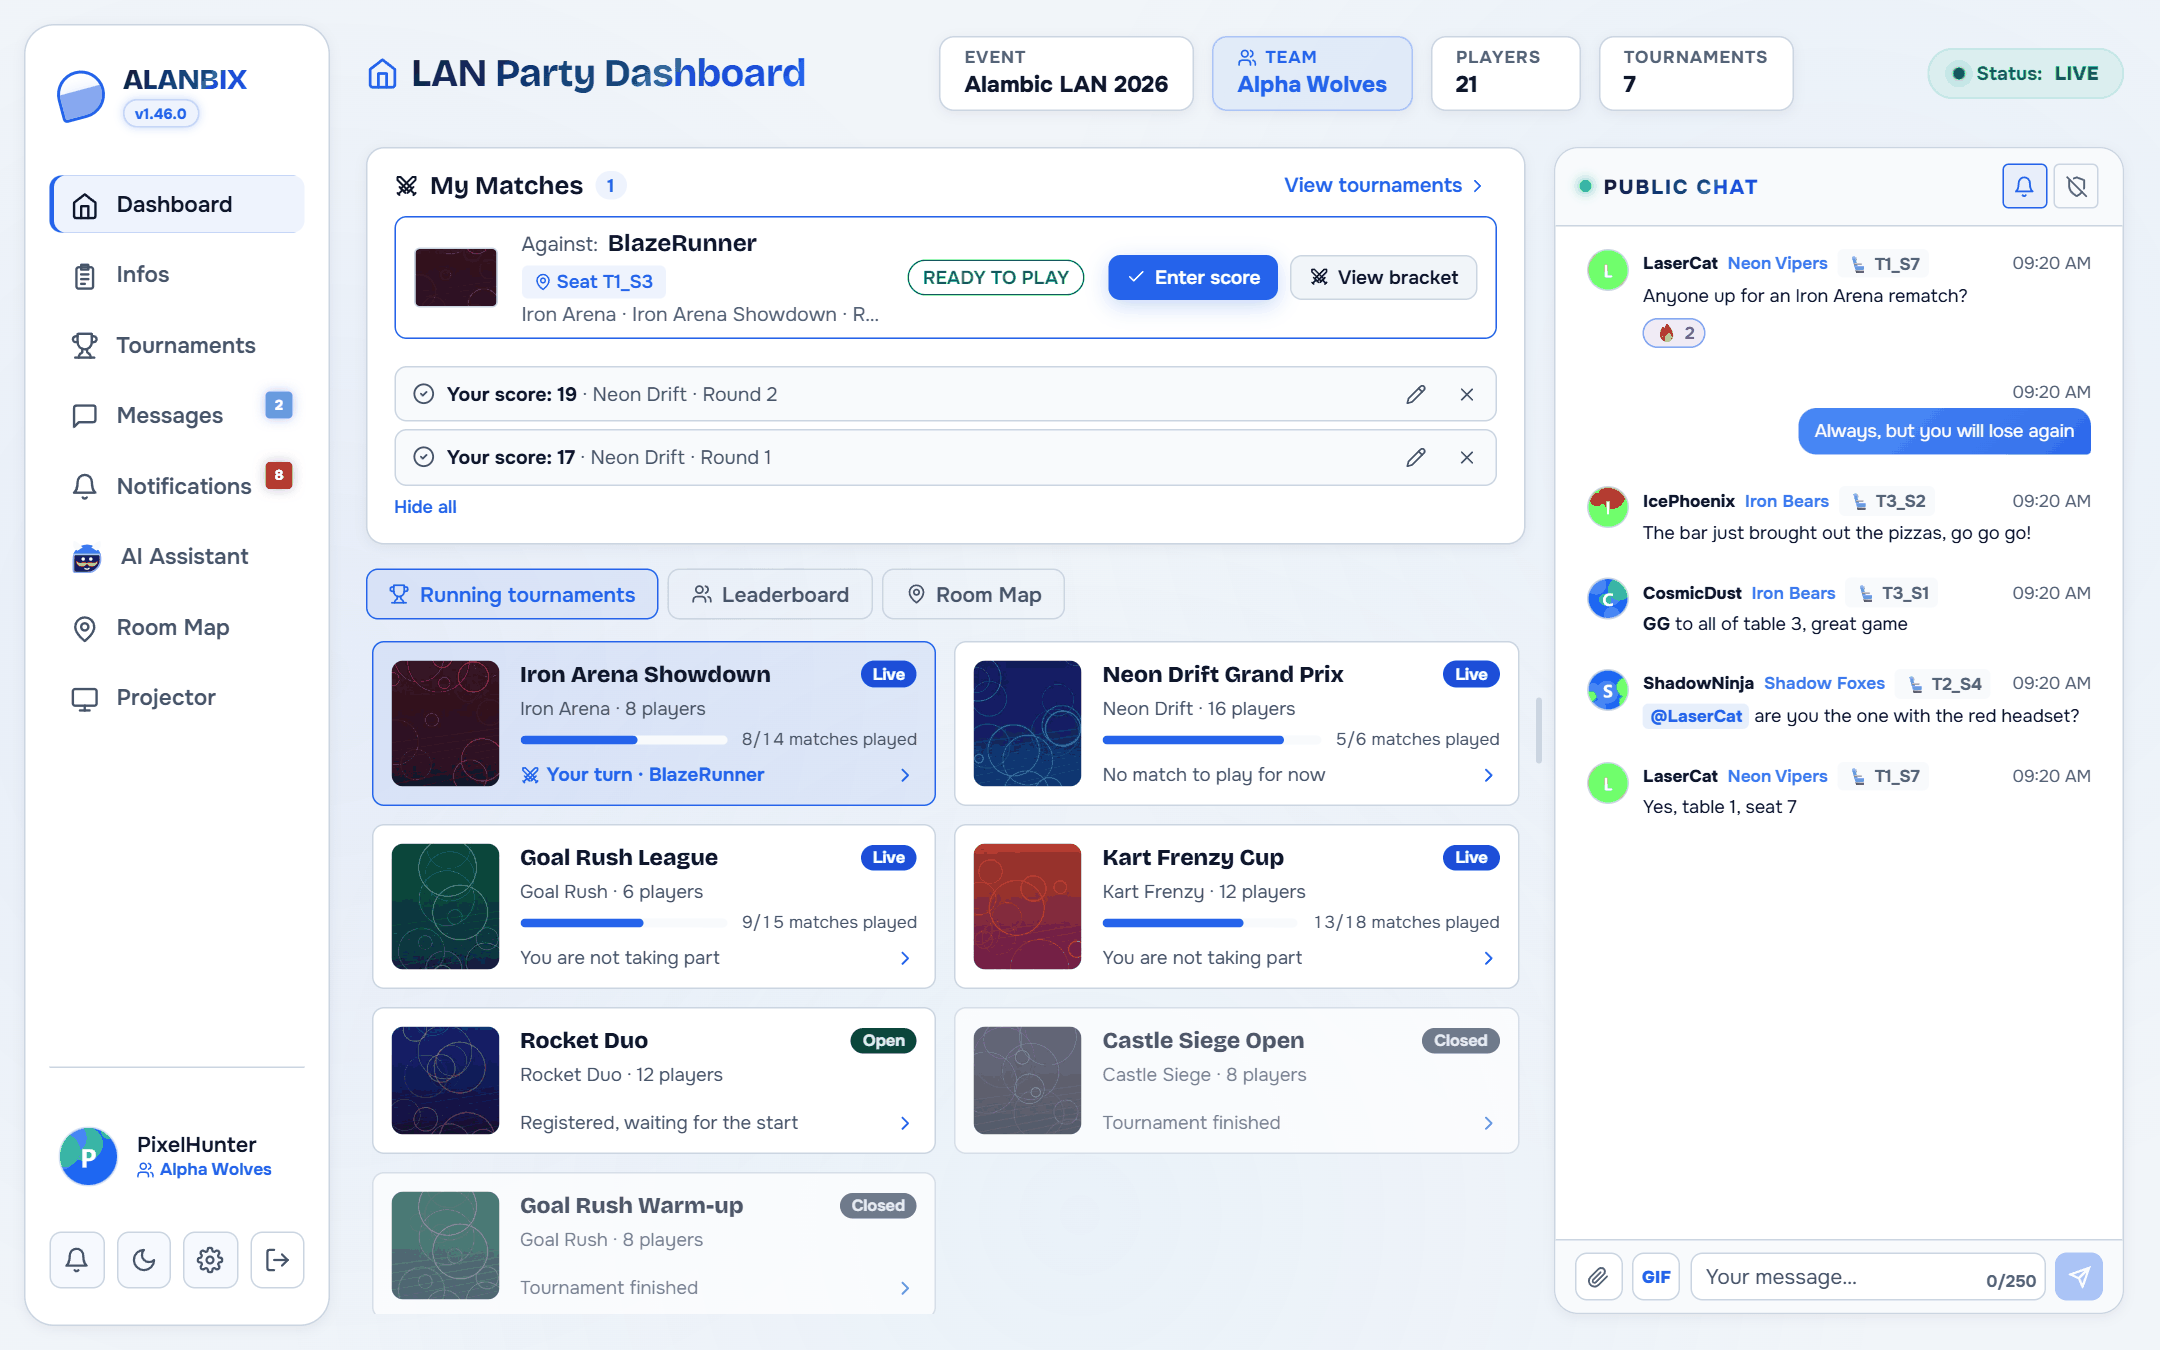 ALANBIX
v1.46.0
Dashboard
Infos
Tournaments
Messages
2
Notifications
8
AI Assistant
Room Map
Projector
P
PixelHunter
Alpha Wolves
LAN Party Dashboard
EVENT
Alambic LAN 2026
TEAM
Alpha Wolves
PLAYERS
21
TOURNAMENTS
7
Status: LIVE
My Matches 1
View tournaments
Against: BlazeRunner
Seat T1_S3
Iron Arena · Iron Arena Showdown · R...
READY TO PLAY
Enter score
View bracket
Your score: 19 · Neon Drift · Round 2
Your score: 17 · Neon Drift · Round 1
Hide all
Running tournaments
Leaderboard
Room Map
Iron Arena Showdown
Live
Iron Arena · 8 players
8/14 matches played
Your turn · BlazeRunner
Neon Drift Grand Prix
Live
Neon Drift · 16 players
5/6 matches played
No match to play for now
Goal Rush League
Live
Goal Rush · 6 players
9/15 matches played
You are not taking part
Kart Frenzy Cup
Live
Kart Frenzy · 12 players
13/18 matches played
You are not taking part
Rocket Duo
Open
Rocket Duo · 12 players
Registered, waiting for the start
Castle Siege Open
Closed
Castle Siege · 8 players
Tournament finished
Goal Rush Warm-up
Closed
Goal Rush · 8 players
Tournament finished
PUBLIC CHAT
L
LaserCat Neon Vipers T1_S7 09:20 AM
Anyone up for an Iron Arena rematch?
2
09:20 AM
Always, but you will lose again
I
IcePhoenix Iron Bears T3_S2 09:20 AM
The bar just brought out the pizzas, go go go!
C
CosmicDust Iron Bears T3_S1 09:20 AM
GG to all of table 3, great game
S
ShadowNinja Shadow Foxes T2_S4 09:20 AM
@LaserCat are you the one with the red headset?
L
LaserCat Neon Vipers T1_S7 09:20 AM
Yes, table 1, seat 7
GIF
Your message...
0/250